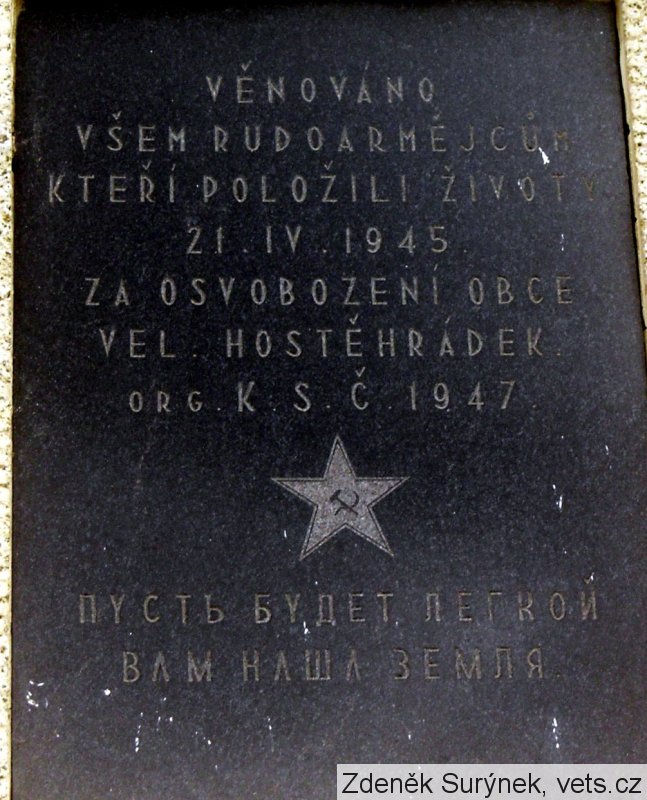 VĚNOVÁNO
VŠEM RUDOARMĚJCŮM
KTEŘÍ POLOŽILI ŽIVOTY
21.IV.1945.
ZA OSVOBOZENÍ OBCE
VEL. HOSTĚHRÁDEK.
ORG. K.S.Č. 1947.
ПУСТЬ БУДЕТ ЛЕГКОЙ
ВАМ НАША ЗЕМЛЯ.
Zdeněk Surýnek, vets.cz